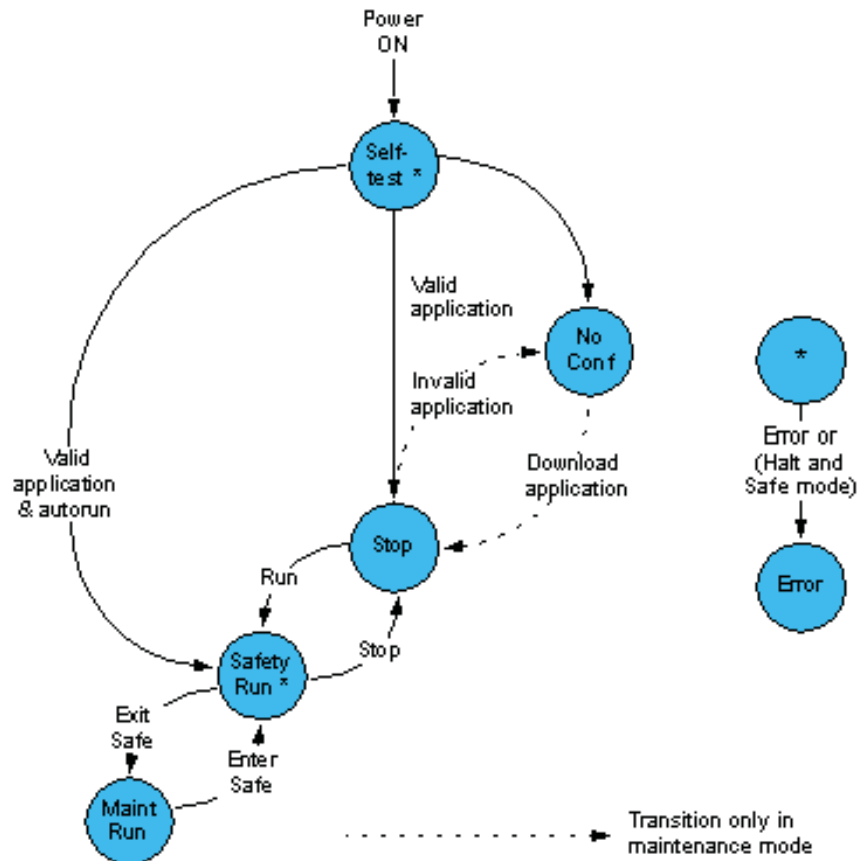 Power
ON
Self-
test *
Valid
application
No
Conf
*
Invalid
application
Error or
(Halt and
Safe mode)
Download
application
Valid
application
& autorun
Stop
Error
Run
Stop
Safety
Run *
Exit
Safe
Enter
Safe
Maint
Run
Transition only in
maintenance mode